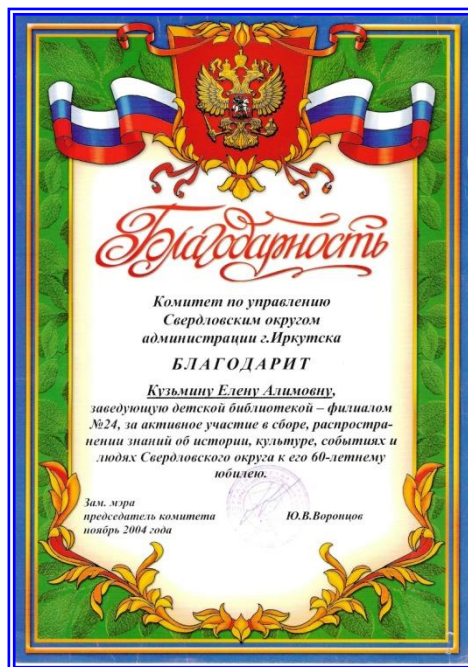 Благодарность
Комитет по управлению
Свердловским округом
администрации г.Иркутска
БЛАГОДАРИТ
Кузьмину Елену Алимовну,
заведующую детской библиотекой – филиалом
№24, за активное участие в сборе, распростра-
нении знаний об истории, культуре, событиях и
людях Свердловского округа к его 60-летнему
юбилею.
Зам. мэра
председатель комитета Ю.В.Воронцов
ноябрь 2004 года